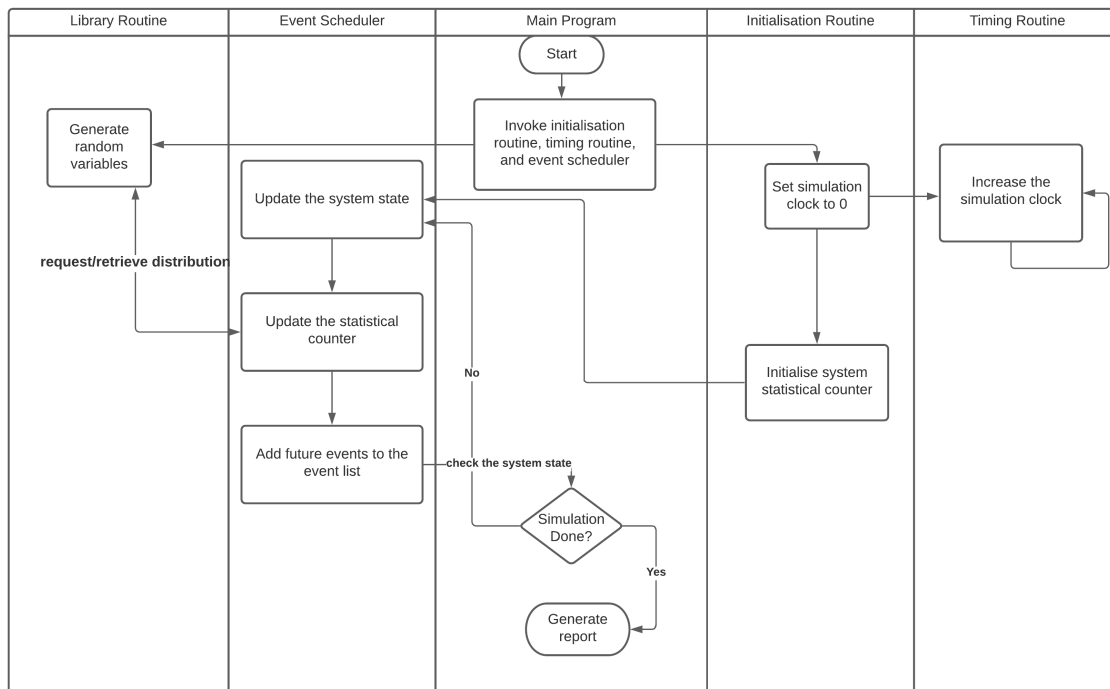 Library Routine
Event Scheduler
Main Program
Initialisation Routine
Timing Routine
Start
Generate
random
variables
Invoke initialisation
routine, timing routine,
and event scheduler
Update the system state
Set simulation
clock to 0
Increase the
simulation clock
request/retrieve distribution
Update the statistical
counter
No
Initialise system
statistical counter
Add future events to the
event list
check the system state
Simulation
Done?
Yes
Generate
report